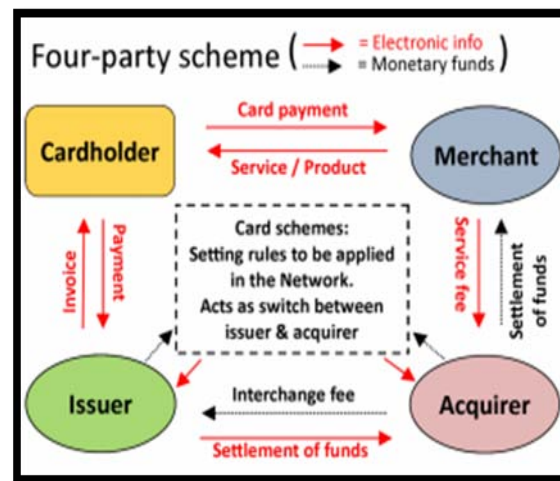 Four-party scheme ( = Electronic info
= Monetary funds )
Card payment
Cardholder
Merchant
Service / Product
Card schemes:
Setting rules to be applied
in the Network.
Acts as switch between
issuer & acquirer
Invoice
Payment
Service fee
Settlement
of funds
Issuer
Interchange fee
Acquirer
Settlement of funds